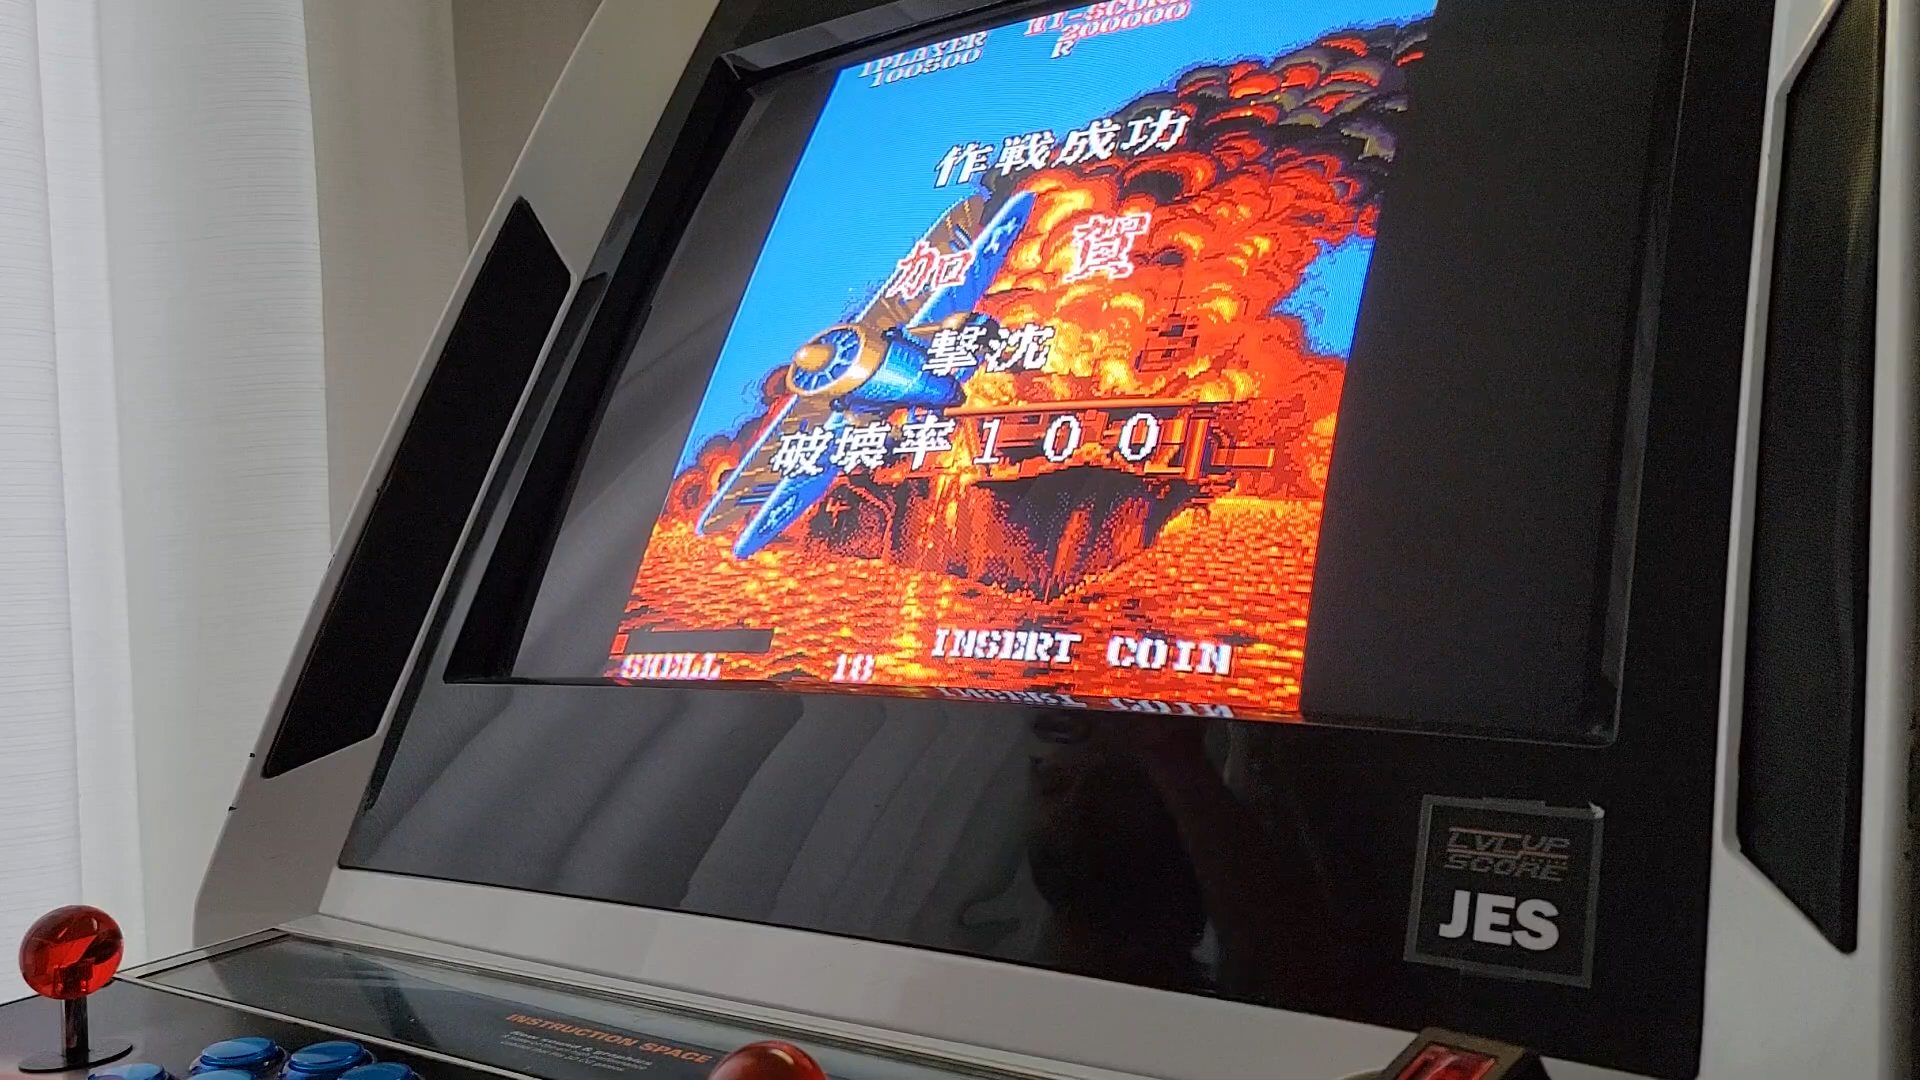 1PLAYER
HI-SCORE
100500
200000
R
作戦成功
加賀
撃沈
破壊率100
SHELL 18
INSERT COIN
LVLUP
SCORE
JES
INSTRUCTION SPACE